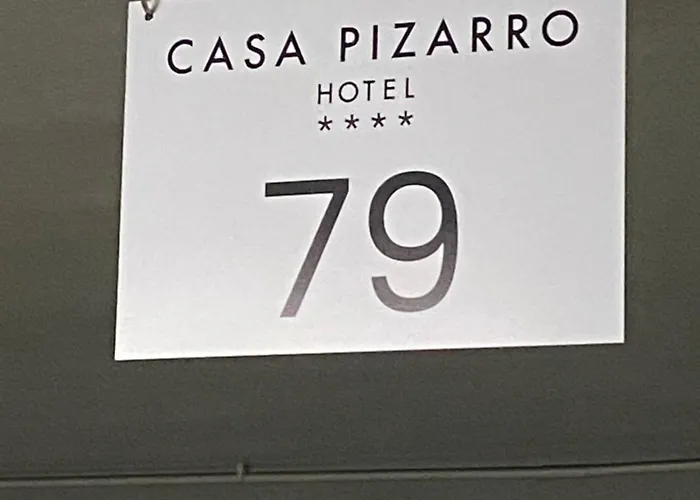 CASA PIZARRO
HOTEL
****
79